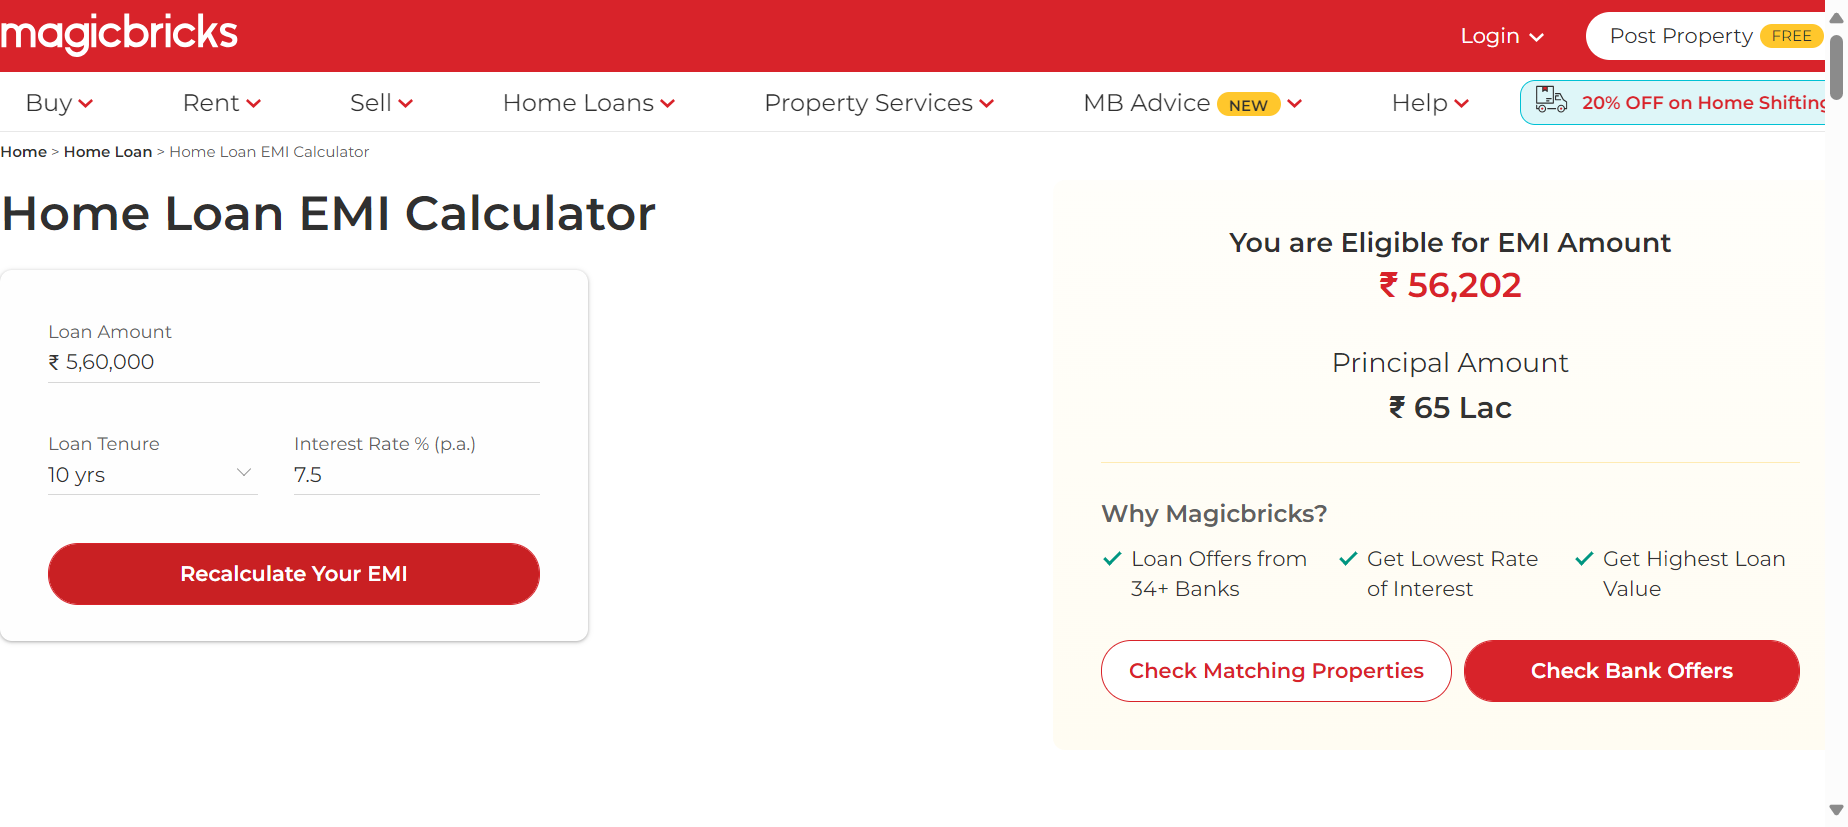 magicbricks
Login
Post Property FREE
Buy
Rent
Sell
Home Loans
Property Services
MB Advice NEW
Help
20% OFF on Home Shifting
Home > Home Loan > Home Loan EMI Calculator
Home Loan EMI Calculator
Loan Amount
₹ 5,60,000
Loan Tenure
10 yrs
Interest Rate % (p.a.)
7.5
Recalculate Your EMI
You are Eligible for EMI Amount
₹ 56,202
Principal Amount
₹ 65 Lac
Why Magicbricks?
Loan Offers from
34+ Banks
Get Lowest Rate
of Interest
Get Highest Loan
Value
Check Matching Properties
Check Bank Offers